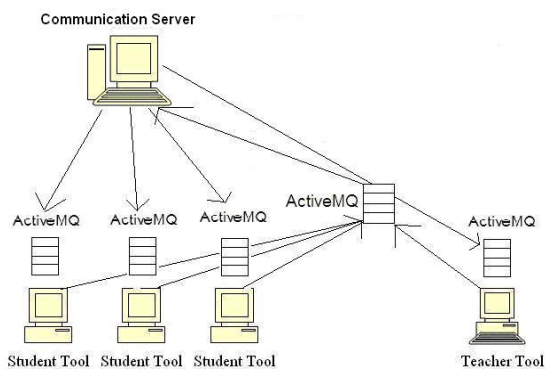 Communication Server
ActiveMQ
ActiveMQ
ActiveMQ
ActiveMQ
ActiveMQ
Student Tool
Student Tool
Student Tool
Teacher Tool